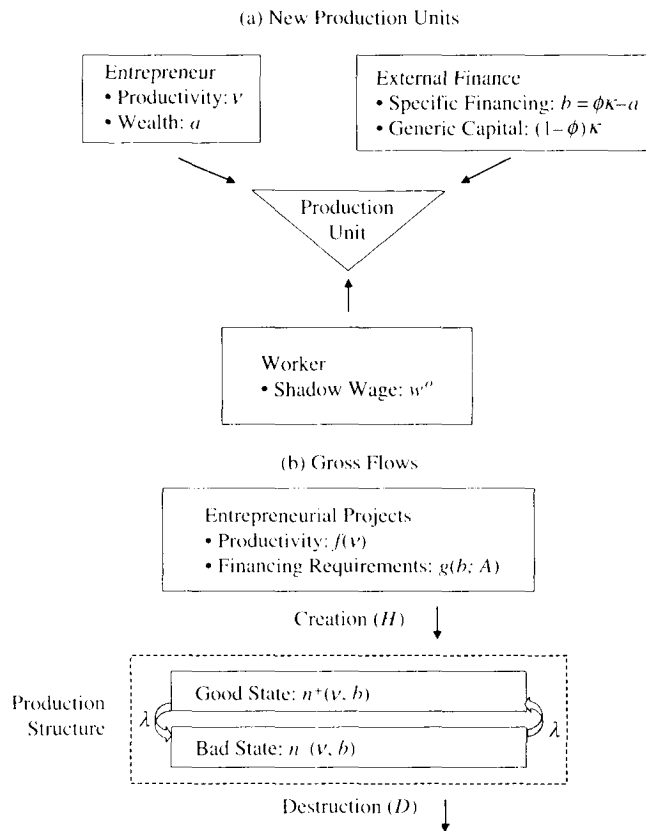 (a) New Production Units
Entrepreneur
• Productivity: ν
• Wealth: a
External Finance
• Specific Financing: b = ϕκ–a
• Generic Capital: (1–ϕ)κ
Production
Unit
Worker
• Shadow Wage: wᵒ
(b) Gross Flows
Entrepreneurial Projects
• Productivity: f(ν)
• Financing Requirements: g(b; A)
Creation (H)
Production
Structure
Good State: n⁺(ν, b)
λ
λ
Bad State: n (ν, b)
Destruction (D)